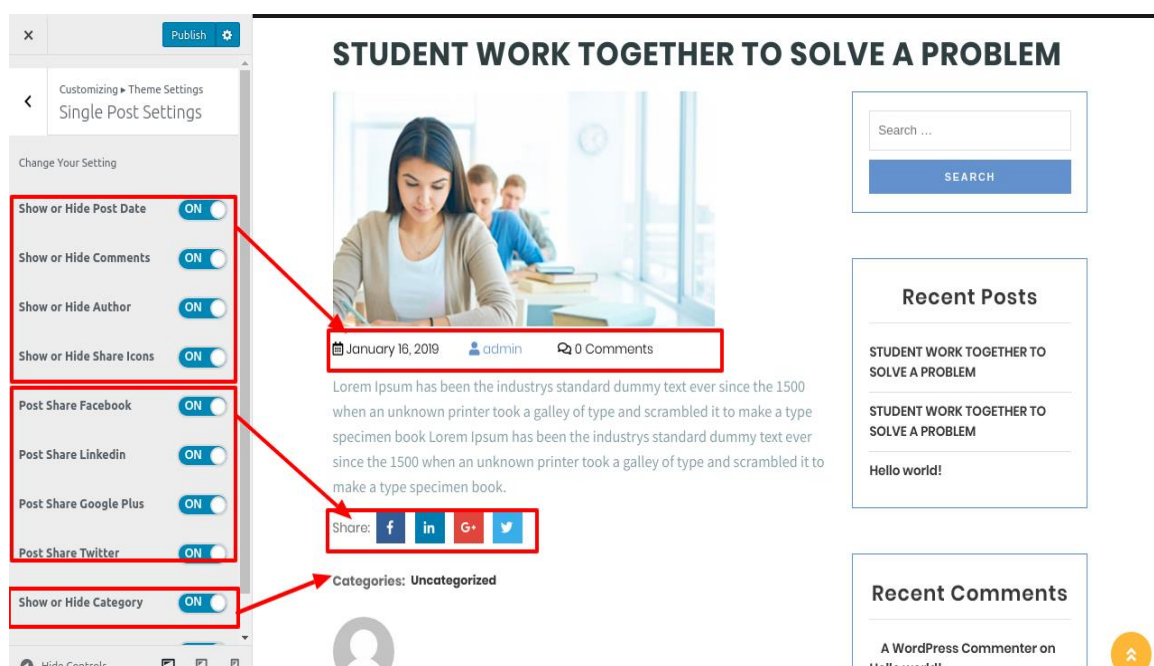 Publish
Customizing ▸ Theme Settings
Single Post Settings
Change Your Setting
Show or Hide Post Date ON
Show or Hide Comments ON
Show or Hide Author ON
Show or Hide Share Icons ON
Post Share Facebook ON
Post Share Linkedin ON
Post Share Google Plus ON
Post Share Twitter ON
Show or Hide Category ON
Hide Controls
STUDENT WORK TOGETHER TO SOLVE A PROBLEM
January 16, 2019 admin 0 Comments
Lorem Ipsum has been the industrys standard dummy text ever since the 1500
when an unknown printer took a galley of type and scrambled it to make a type
specimen book Lorem Ipsum has been the industrys standard dummy text ever
since the 1500 when an unknown printer took a galley of type and scrambled it to
make a type specimen book.
Share: f in G+
Categories: Uncategorized
Search ...
SEARCH
Recent Posts
STUDENT WORK TOGETHER TO
SOLVE A PROBLEM
STUDENT WORK TOGETHER TO
SOLVE A PROBLEM
Hello world!
Recent Comments
A WordPress Commenter on
Hello world!